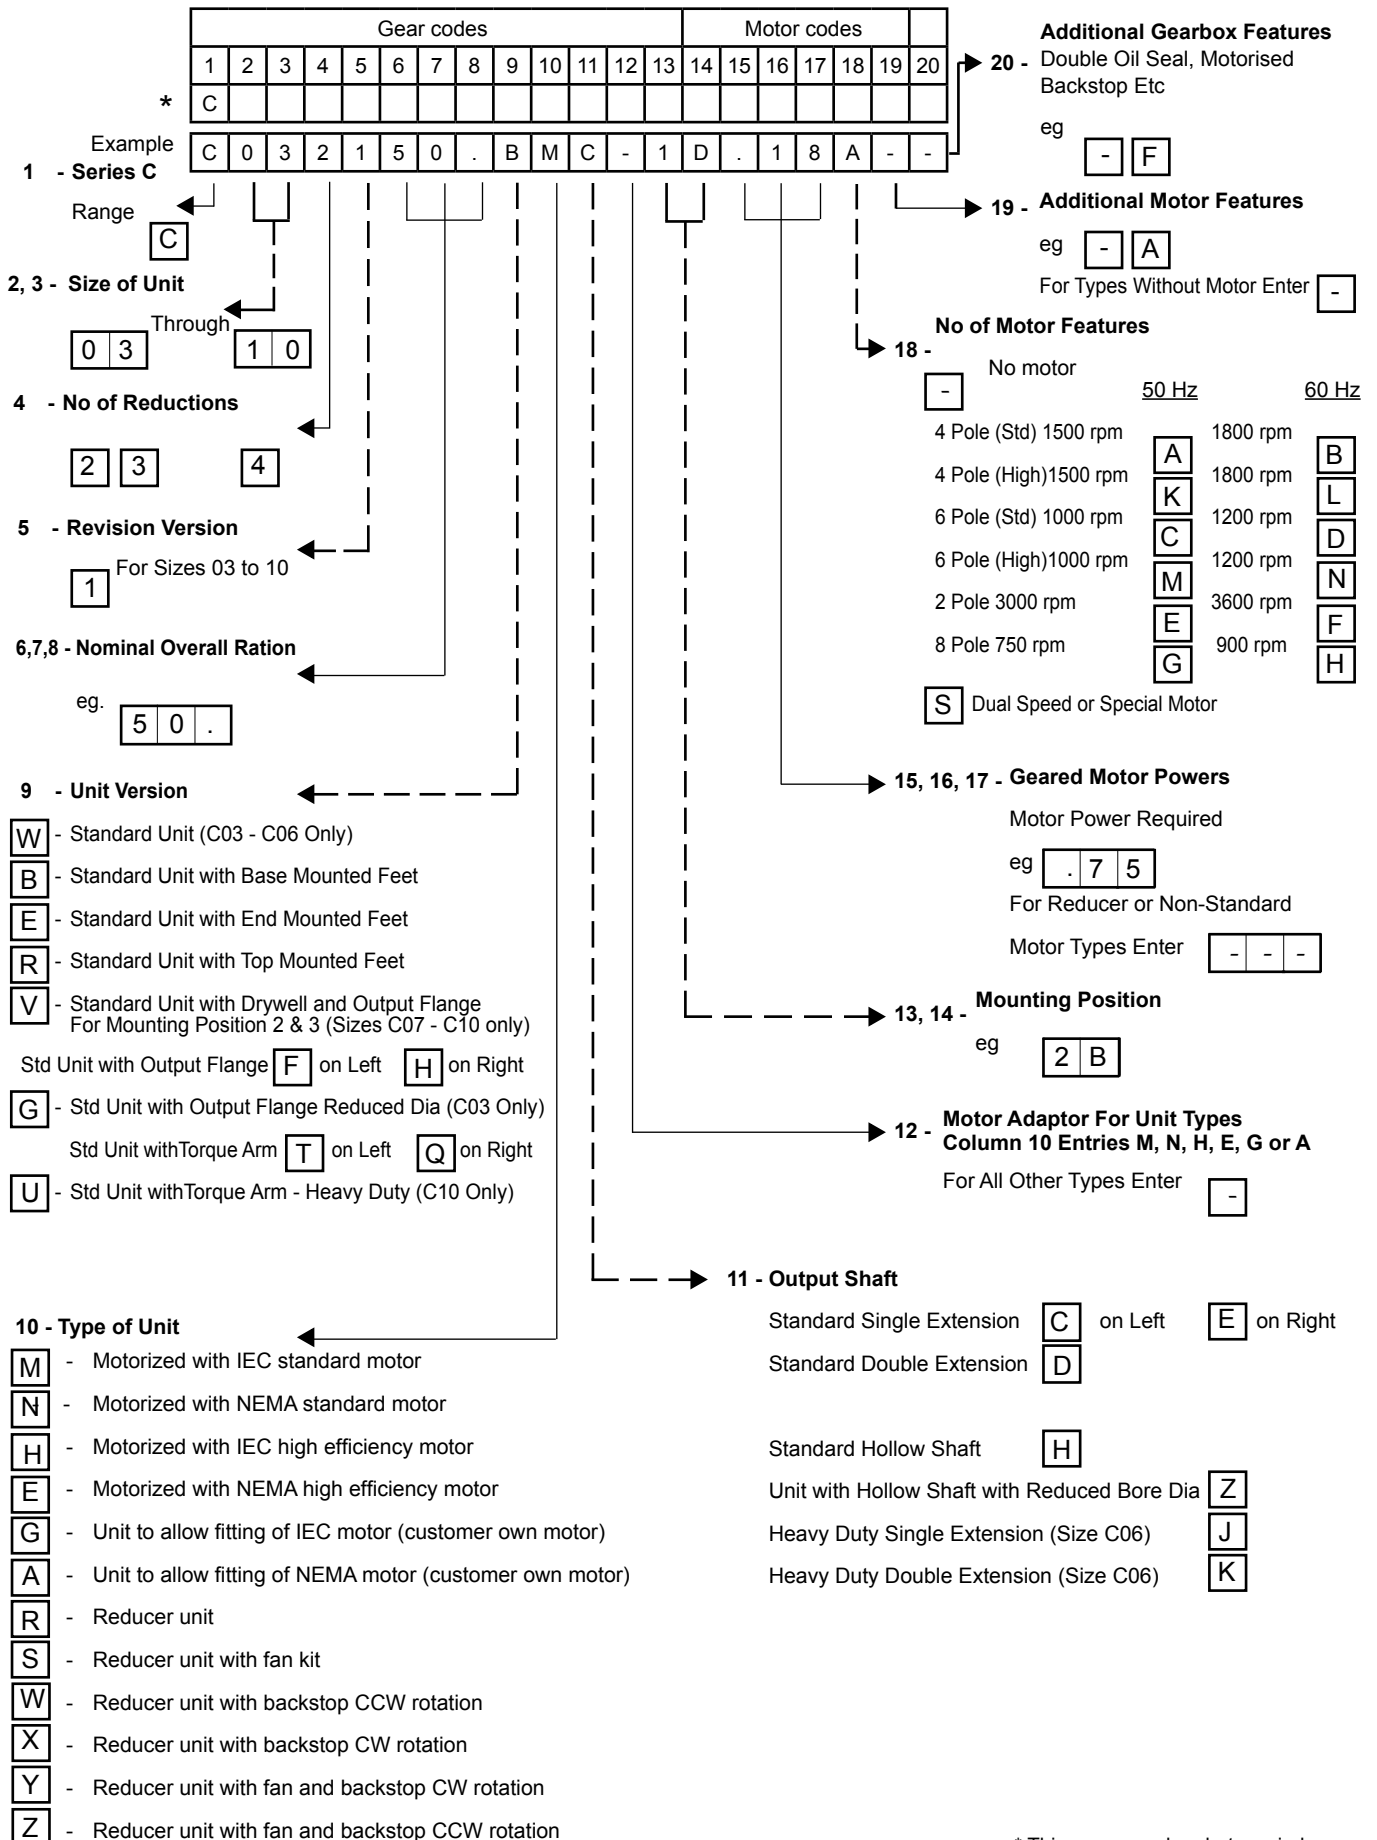 Gear codes Motor codes
1 2 3 4 5 6 7 8 9 10 11 12 13 14 15 16 17 18 19 20
* C
Example C 0 3 2 1 5 0 . B M C - 1 D . 1 8 A - -
1 - Series C
Range
C
2, 3 - Size of Unit
Through
0 3 1 0
4 - No of Reductions
2 3 4
5 - Revision Version
For Sizes 03 to 10
1
6,7,8 - Nominal Overall Ration
eg.
5 0 .
9 - Unit Version
W - Standard Unit (C03 - C06 Only)
B - Standard Unit with Base Mounted Feet
E - Standard Unit with End Mounted Feet
R - Standard Unit with Top Mounted Feet
V - Standard Unit with Drywell and Output Flange
For Mounting Position 2 & 3 (Sizes C07 - C10 only)
Std Unit with Output Flange F on Left H on Right
G - Std Unit with Output Flange Reduced Dia (C03 Only)
Std Unit withTorque Arm T on Left Q on Right
U - Std Unit withTorque Arm - Heavy Duty (C10 Only)
10 - Type of Unit
M - Motorized with IEC standard motor
N - Motorized with NEMA standard motor
H - Motorized with IEC high efficiency motor
E - Motorized with NEMA high efficiency motor
G - Unit to allow fitting of IEC motor (customer own motor)
A - Unit to allow fitting of NEMA motor (customer own motor)
R - Reducer unit
S - Reducer unit with fan kit
W - Reducer unit with backstop CCW rotation
X - Reducer unit with backstop CW rotation
Y - Reducer unit with fan and backstop CW rotation
Z - Reducer unit with fan and backstop CCW rotation
Additional Gearbox Features
20 - Double Oil Seal, Motorised
Backstop Etc
eg
- F
19 - Additional Motor Features
eg - A
For Types Without Motor Enter -
No of Motor Features
18 -
No motor
- 50 Hz 60 Hz
4 Pole (Std) 1500 rpm A 1800 rpm B
4 Pole (High)1500 rpm K 1800 rpm L
6 Pole (Std) 1000 rpm C 1200 rpm D
6 Pole (High)1000 rpm M 1200 rpm N
2 Pole 3000 rpm E 3600 rpm F
8 Pole 750 rpm G 900 rpm H
S Dual Speed or Special Motor
15, 16, 17 - Geared Motor Powers
Motor Power Required
eg . 7 5
For Reducer or Non-Standard
Motor Types Enter - - -
13, 14 - Mounting Position
eg
2 B
12 - Motor Adaptor For Unit Types
Column 10 Entries M, N, H, E, G or A
For All Other Types Enter -
11 - Output Shaft
Standard Single Extension C on Left E on Right
Standard Double Extension D
Standard Hollow Shaft H
Unit with Hollow Shaft with Reduced Bore Dia Z
Heavy Duty Single Extension (Size C06) J
Heavy Duty Double Extension (Size C06) K